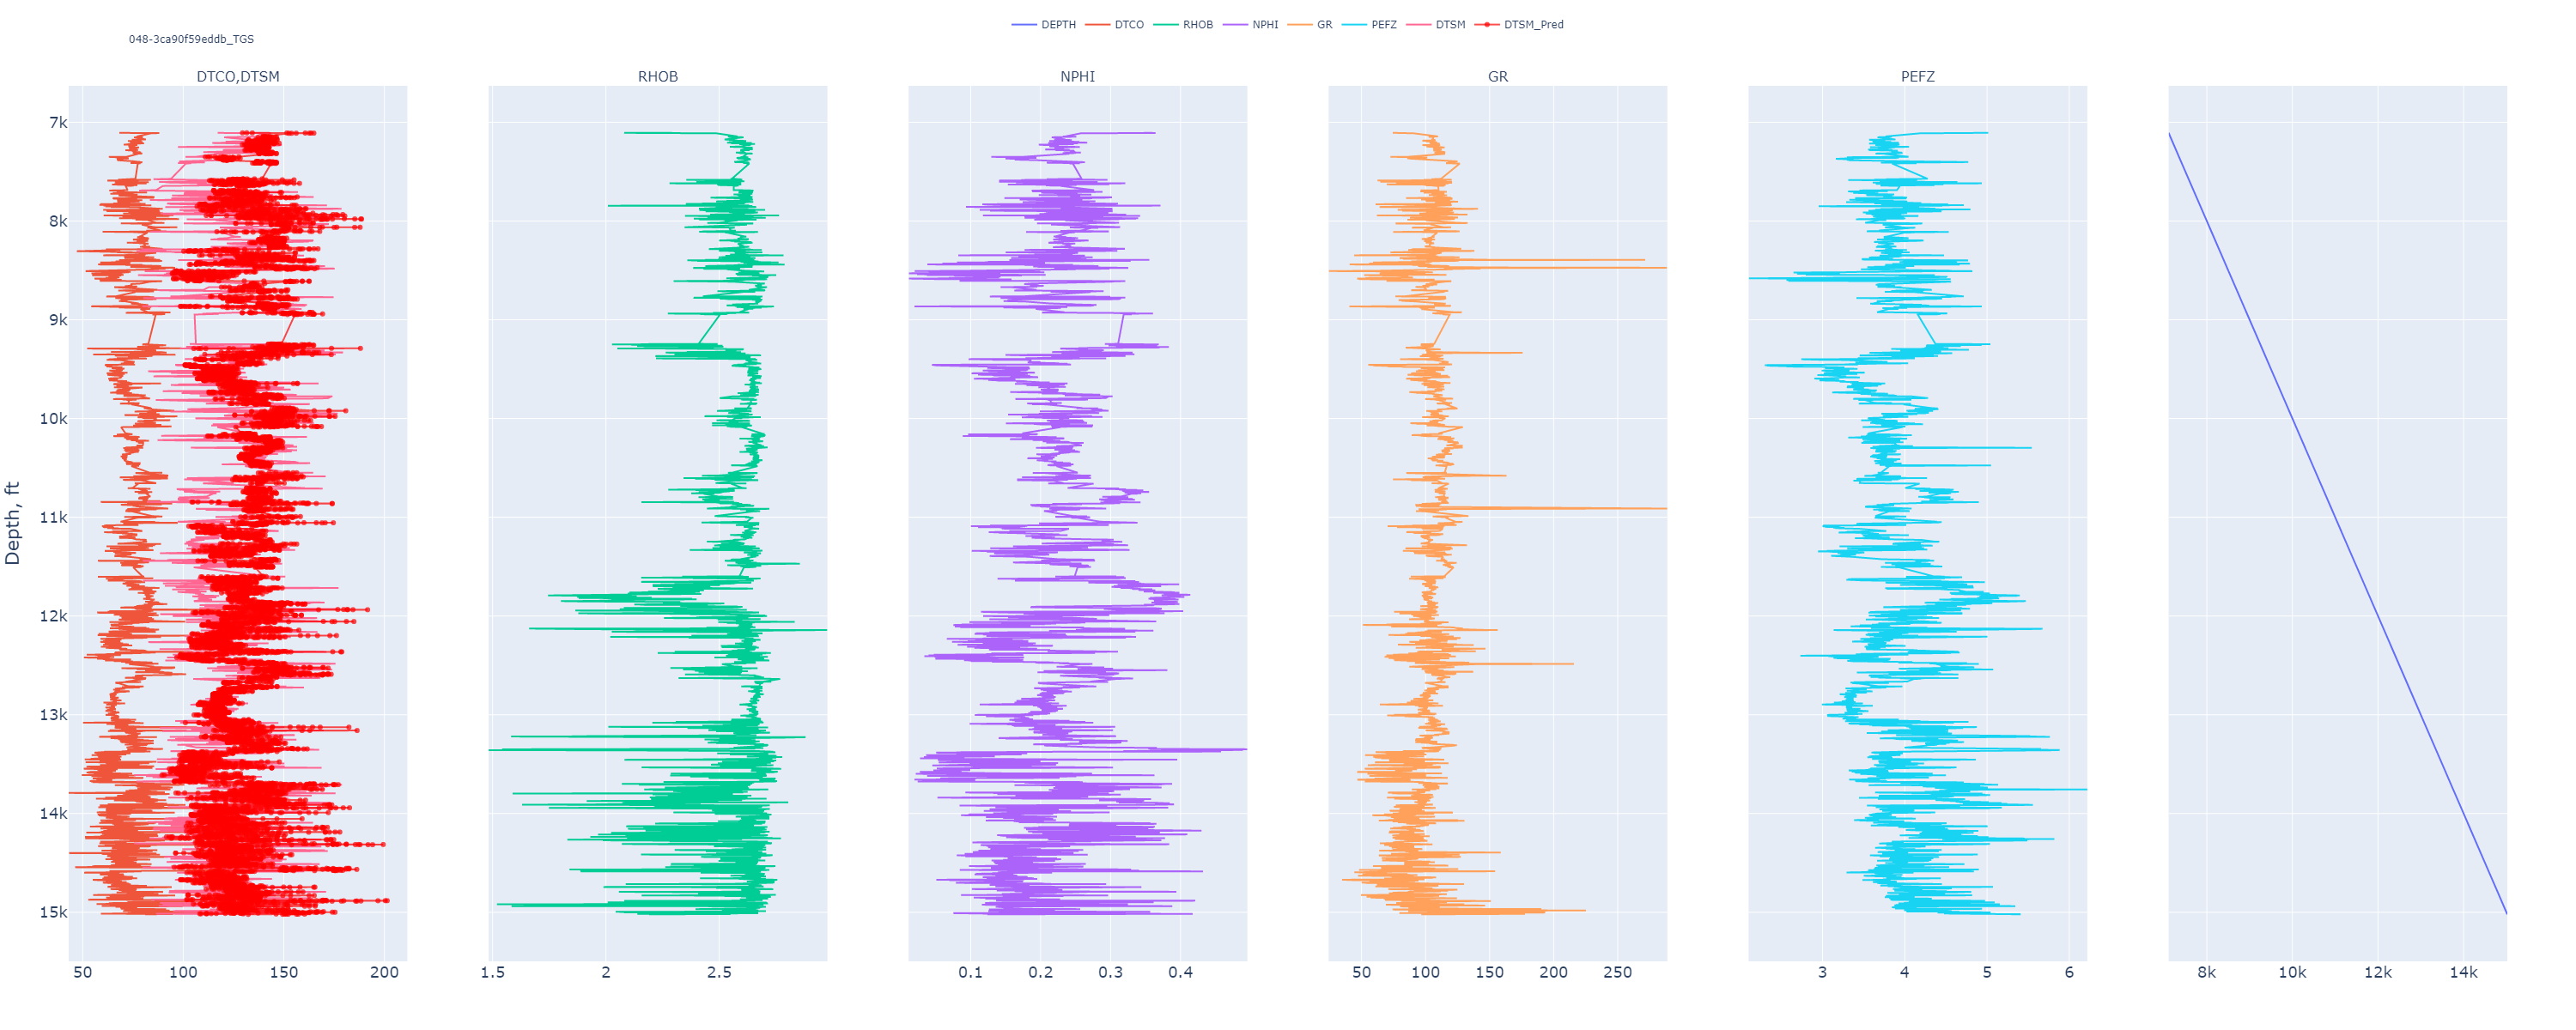 DEPTH DTCO RHOB NPHI GR PEFZ DTSM DTSM_Pred
048-3ca90f59eddb_TGS
DTCO,DTSM RHOB NPHI GR PEFZ
7k
8k
9k
10k
11k
12k
13k
14k
15k
Depth, ft
50 100 150 200 1.5 2 2.5 0.1 0.2 0.3 0.4 50 100 150 200 250 3 4 5 6 8k 10k 12k 14k